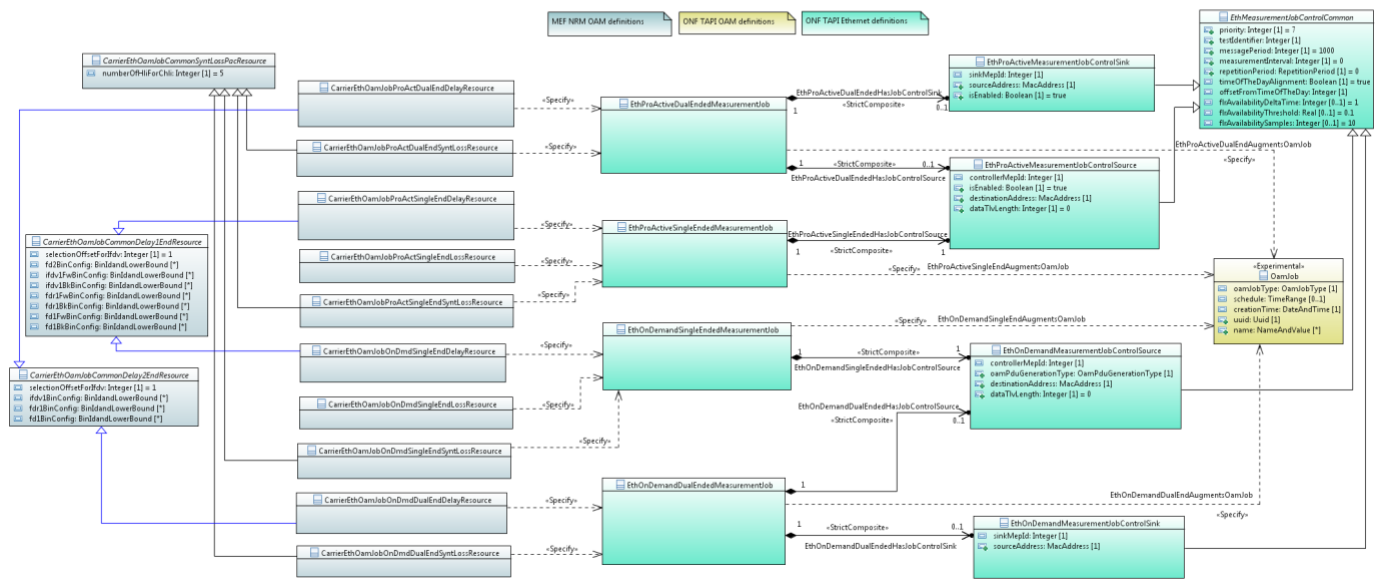 MEF NRM OAM definitions
ONF TAPI OAM definitions
ONF TAPI Ethernet definitions
EthMeasurementJobControlCommon
priority: Integer [1] = 7
testIdentifier: Integer [1]
messagePeriod: Integer [1] = 1000
measurementInterval: Integer [1] = 0
repetitionPeriod: RepetitionPeriod [1] = 0
timeOfTheDayAlignment: Boolean [1] = true
offsetFromTimeOfTheDay: Integer [1]
flrAvailabilityDeltaTime: Integer [0..1] = 1
flrAvailabilityThreshold: Real [0..1] = 0.1
flrAvailabilitySamples: Integer [0..1] = 10
CarrierEthOamJobCommonSyntLossPacResource
numberOfHliForChli: Integer [1] = 5
CarrierEthOamJobProActDualEndDelayResource
«Specify»
EthProActiveDualEndedMeasurementJob
EthProActiveDualEndedHasJobControlSink
«StrictComposite»
1
1
EthProActiveMeasurementJobControlSink
sinkMepId: Integer [1]
sourceAddress: MacAddress [1]
isEnabled: Boolean [1] = true
CarrierEthOamJobProActDualEndSyntLossResource
«Specify»
EthProActiveDualEndAugmentsOamJob
«Specify»
1
«StrictComposite»
0..1
EthProActiveDualEndedHasJobControlSource
EthProActiveMeasurementJobControlSource
controllerMepId: Integer [1]
isEnabled: Boolean [1] = true
destinationAddress: MacAddress [1]
dataTlvLength: Integer [1] = 0
CarrierEthOamJobProActSingleEndDelayResource
«Specify»
EthProActiveSingleEndedMeasurementJob
EthProActiveSingleEndedHasJobControlSource
1
«StrictComposite»
1
CarrierEthOamJobCommonDelay1EndResource
selectionOffsetForIfdv: Integer [1] = 1
fd2BinConfig: BinIdandLowerBound [*]
ifdv1FwBinConfig: BinIdandLowerBound [*]
ifdv1BkBinConfig: BinIdandLowerBound [*]
fdr1FwBinConfig: BinIdandLowerBound [*]
fdr1BkBinConfig: BinIdandLowerBound [*]
fd1FwBinConfig: BinIdandLowerBound [*]
fd1BkBinConfig: BinIdandLowerBound [*]
CarrierEthOamJobProActSingleEndLossResource
«Specify»
«Specify»
EthProActiveSingleEndAugmentsOamJob
CarrierEthOamJobProActSingleEndSyntLossResource
«Specify»
«Experimental»
OamJob
oamJobType: OamJobType [1]
schedule: TimeRange [0..1]
creationTime: DateAndTime [1]
uuid: Uuid [1]
name: NameAndValue [*]
EthOnDemandSingleEndedMeasurementJob
«Specify»
EthOnDemandSingleEndAugmentsOamJob
CarrierEthOamJobOnDmdSingleEndDelayResource
«Specify»
1
«StrictComposite»
1
EthOnDemandSingleEndedHasJobControlSource
EthOnDemandMeasurementJobControlSource
controllerMepId: Integer [1]
oamPduGenerationType: OamPduGenerationType [1]
destinationAddress: MacAddress [1]
dataTlvLength: Integer [1] = 0
CarrierEthOamJobCommonDelay2EndResource
selectionOffsetForIfdv: Integer [1] = 1
ifdv1BinConfig: BinIdandLowerBound [*]
fdr1BinConfig: BinIdandLowerBound [*]
fd1BinConfig: BinIdandLowerBound [*]
CarrierEthOamJobOnDmdSingleEndLossResource
«Specify»
EthOnDemandDualEndedHasJobControlSource
«StrictComposite»
0..1
CarrierEthOamJobOnDmdSingleEndSyntLossResource
«Specify»
EthOnDemandDualEndedMeasurementJob
1
CarrierEthOamJobOnDmdDualEndDelayResource
«Specify»
EthOnDemandDualEndAugmentsOamJob
«Specify»
1
«StrictComposite»
0..1
EthOnDemandDualEndedHasJobControlSink
EthOnDemandMeasurementJobControlSink
sinkMepId: Integer [1]
sourceAddress: MacAddress [1]
CarrierEthOamJobOnDmdDualEndSyntLossResource
«Specify»